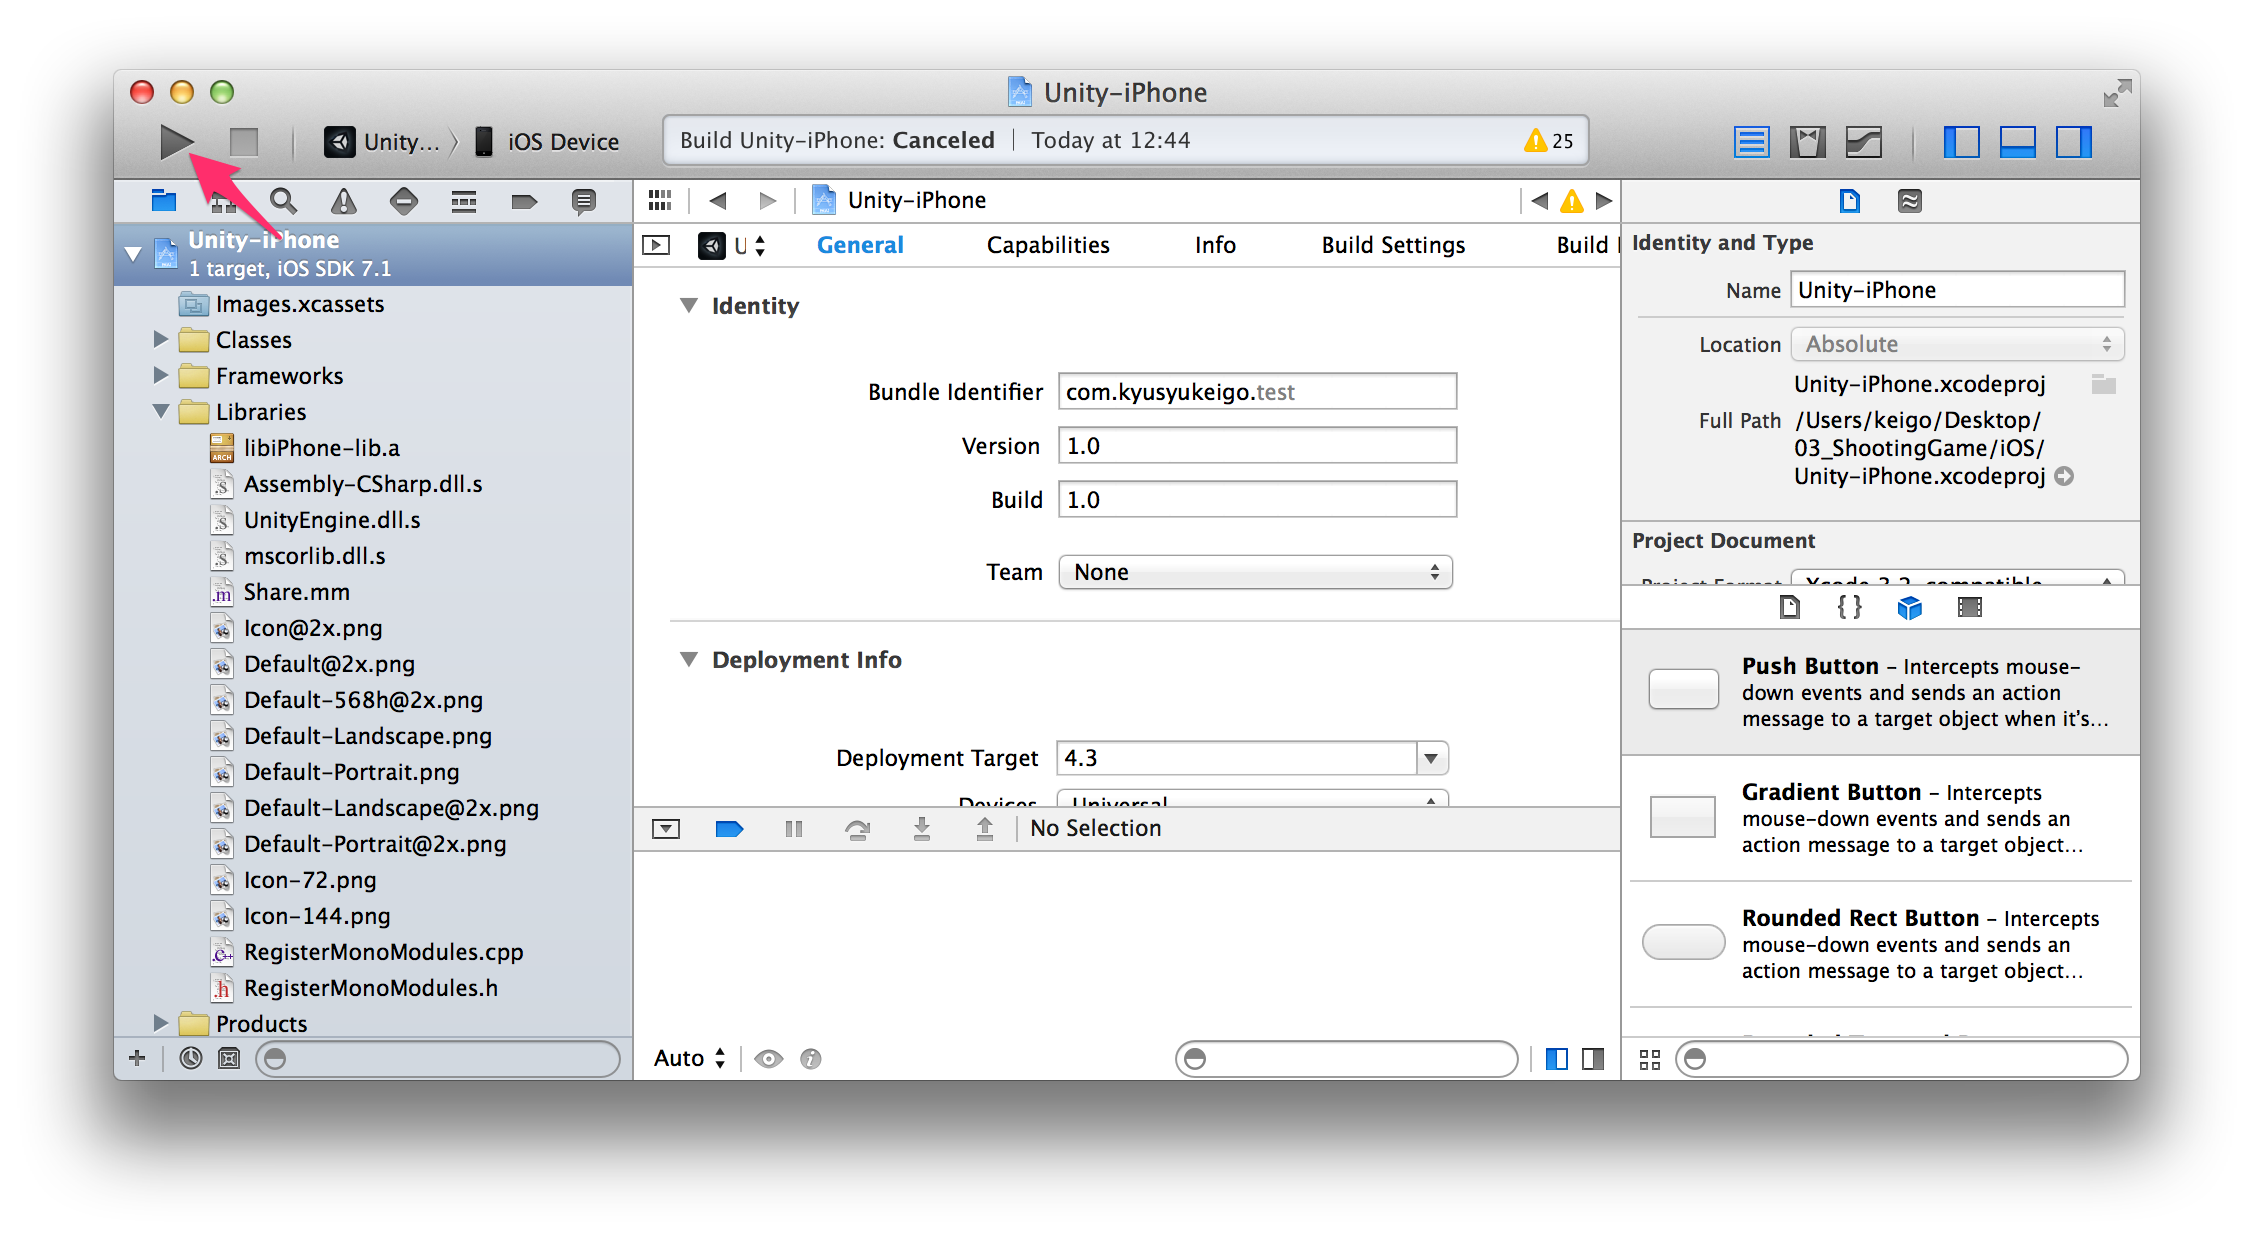 Unity-iPhone
Unity... iOS Device
Build Unity-iPhone: Canceled Today at 12:44
25
Unity-iPhone
1 target, iOS SDK 7.1
Images.xcassets
Classes
Frameworks
Libraries
ARCH libiPhone-lib.a
.s Assembly-CSharp.dll.s
.s UnityEngine.dll.s
.s mscorlib.dll.s
.m Share.mm
Icon@2x.png
Default@2x.png
Default-568h@2x.png
Default-Landscape.png
Default-Portrait.png
Default-Landscape@2x.png
Default-Portrait@2x.png
Icon-72.png
Icon-144.png
.c++ RegisterMonoModules.cpp
.h RegisterMonoModules.h
Products
Unity-iPhone
U General Capabilities Info Build Settings Build
Identity
Bundle Identifier com.kyusyukeigo.test
Version 1.0
Build 1.0
Team None
Deployment Info
Deployment Target 4.3
Devices Universal
No Selection
Auto
Identity and Type
Name Unity-iPhone
Location Absolute
Unity-iPhone.xcodeproj
Full Path /Users/keigo/Desktop/
03_ShootingGame/iOS/
Unity-iPhone.xcodeproj
Project Document
Project Format Xcode 3.2-compatible
{ }
Push Button - Intercepts mouse-
down events and sends an action
message to a target object when it's...
Gradient Button - Intercepts
mouse-down events and sends an
action message to a target object...
Rounded Rect Button - Intercepts
mouse-down events and sends an
action message to a target object...